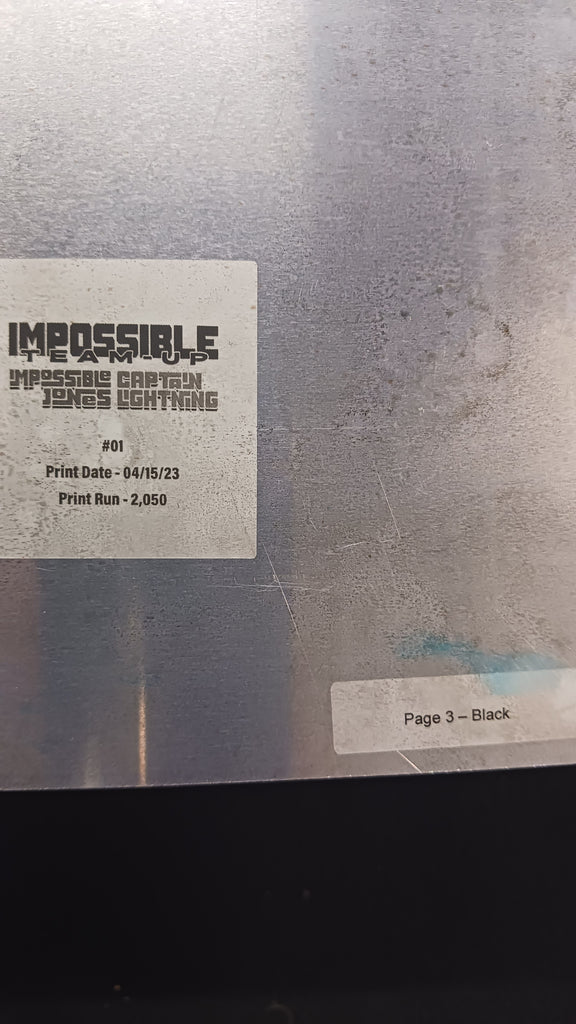 IMPOSSIBLE
TEAM-UP
IMPOSSIBLE CAPTAIN
JONES LIGHTNING
#01
Print Date - 04/15/23
Print Run - 2,050
Page 3 – Black